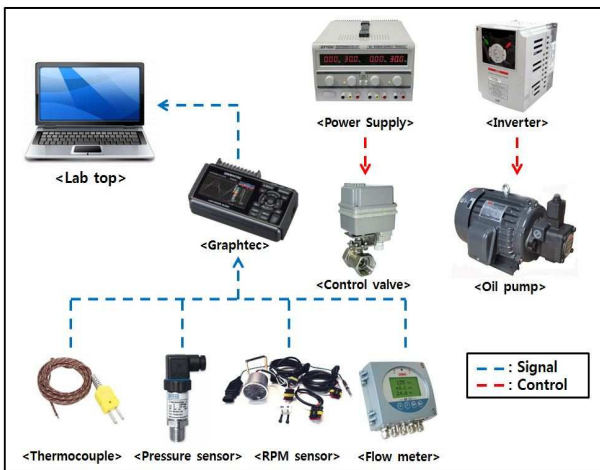 <Power Supply>
<Inverter>
<Lab top>
<Graphtec>
<Control valve>
<Oil pump>
<Thermocouple>
<Pressure sensor>
<RPM sensor>
<Flow meter>
: Signal
: Control